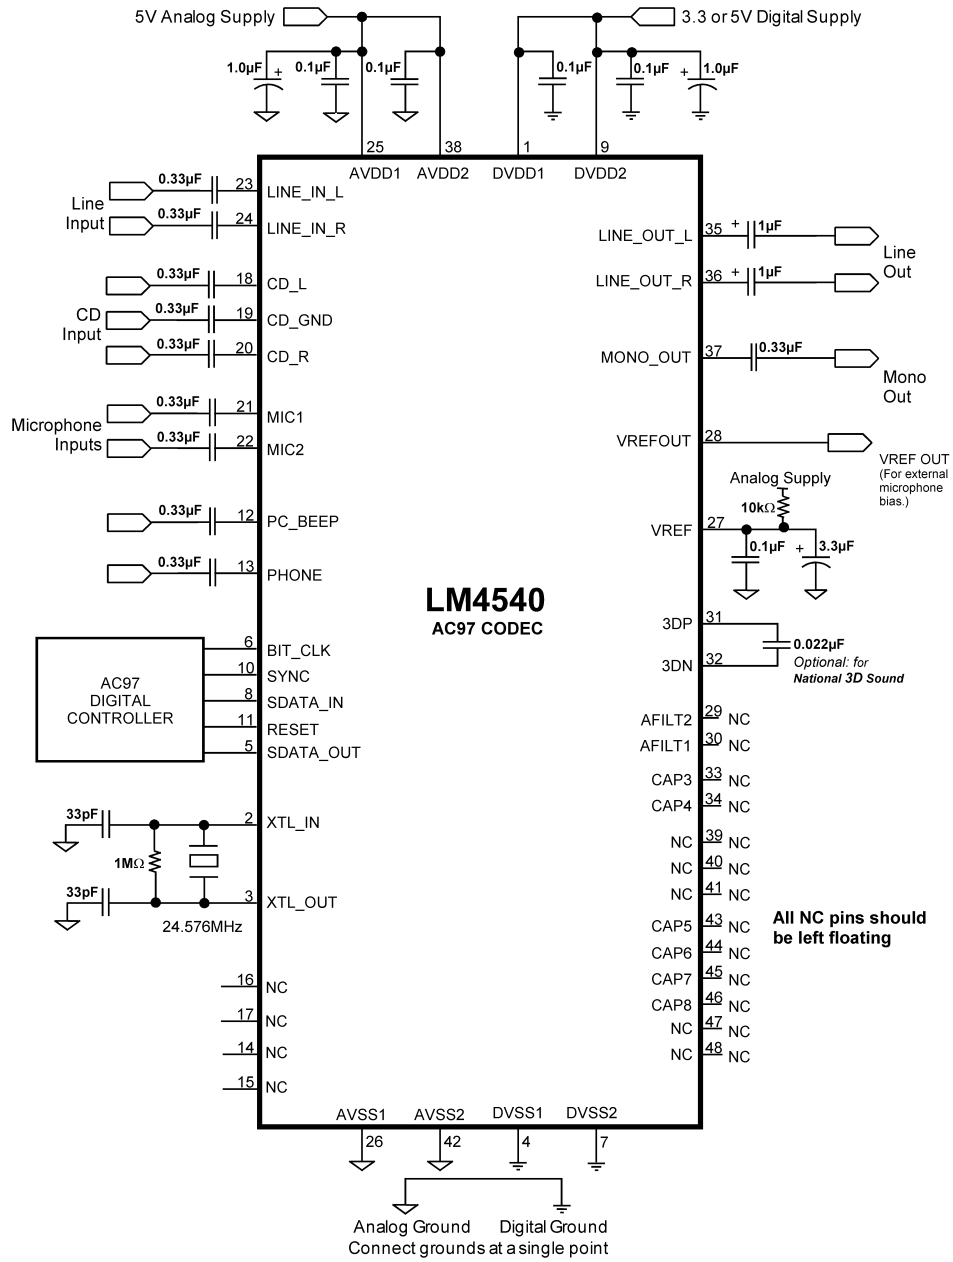 5V Analog Supply
3.3 or 5V Digital Supply
1.0µF
+
0.1µF
0.1µF
0.1µF
0.1µF
+
1.0µF
25
38
1
9
AVDD1
AVDD2
DVDD1
DVDD2
Line
Input
0.33µF
23
LINE_IN_L
0.33µF
24
LINE_IN_R
CD
Input
0.33µF
18
CD_L
0.33µF
19
CD_GND
0.33µF
20
CD_R
Microphone
Inputs
0.33µF
21
MIC1
0.33µF
22
MIC2
0.33µF
12
PC_BEEP
0.33µF
13
PHONE
AC97
DIGITAL
CONTROLLER
6
BIT_CLK
10
SYNC
8
SDATA_IN
11
RESET
5
SDATA_OUT
33pF
2
XTL_IN
1MΩ
33pF
3
XTL_OUT
24.576MHz
16
NC
17
NC
14
NC
15
NC
LM4540
AC97 CODEC
LINE_OUT_L
35
+
1µF
LINE_OUT_R
36
+
1µF
Line
Out
MONO_OUT
37
0.33µF
Mono
Out
VREFOUT
28
VREF OUT
(For external
microphone
bias.)
Analog Supply
10kΩ
VREF
27
0.1µF
+
3.3µF
3DP
31
3DN
32
0.022µF
Optional: for
National 3D Sound
AFILT2
29
NC
AFILT1
30
NC
CAP3
33
NC
CAP4
34
NC
NC
39
NC
NC
40
NC
NC
41
NC
CAP5
43
NC
CAP6
44
NC
CAP7
45
NC
CAP8
46
NC
NC
47
NC
NC
48
NC
All NC pins should
be left floating
AVSS1
AVSS2
DVSS1
DVSS2
26
42
4
7
Analog Ground
Digital Ground
Connect grounds at a single point